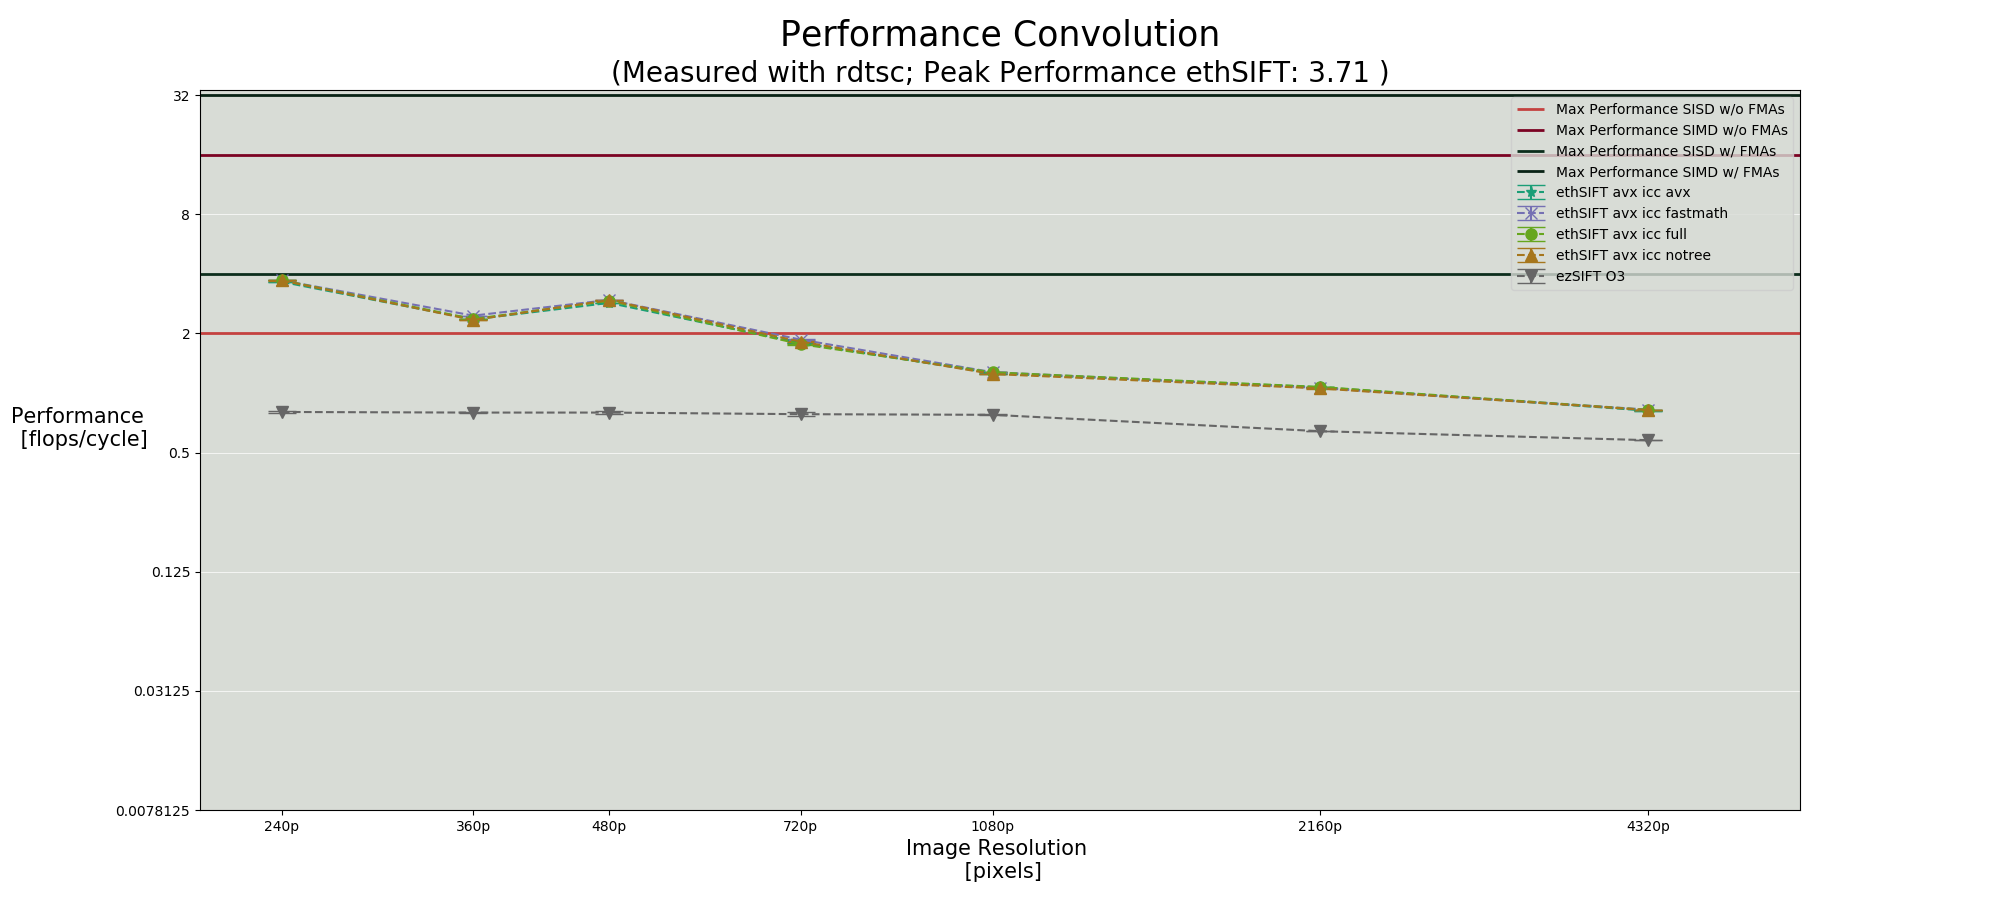 Performance Convolution
(Measured with rdtsc; Peak Performance ethSIFT: 3.71 )
32
8
2
0.5
0.125
0.03125
0.0078125
Performance
[flops/cycle]
Max Performance SISD w/o FMAs
Max Performance SIMD w/o FMAs
Max Performance SISD w/ FMAs
Max Performance SIMD w/ FMAs
ethSIFT avx icc avx
ethSIFT avx icc fastmath
ethSIFT avx icc full
ethSIFT avx icc notree
ezSIFT O3
240p 360p 480p 720p 1080p 2160p 4320p
Image Resolution
[pixels]